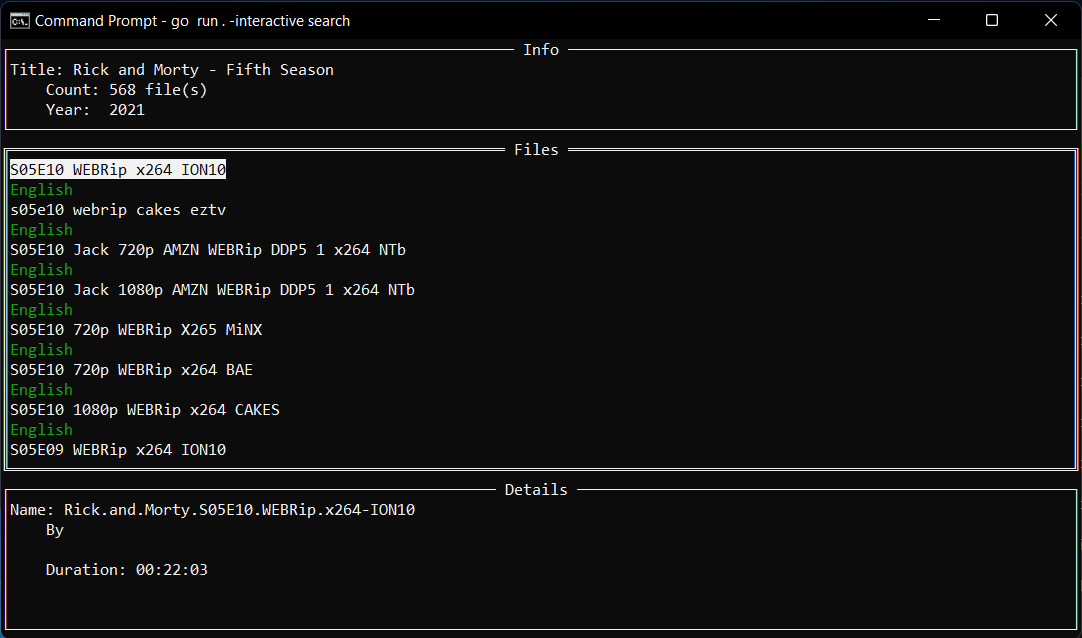 Command Prompt - go  run . -interactive search
Info
Title: Rick and Morty - Fifth Season
Count: 568 file(s)
Year:  2021
Files
S05E10 WEBRip x264 ION10
English
s05e10 webrip cakes eztv
English
S05E10 Jack 720p AMZN WEBRip DDP5 1 x264 NTb
English
S05E10 Jack 1080p AMZN WEBRip DDP5 1 x264 NTb
English
S05E10 720p WEBRip X265 MiNX
English
S05E10 720p WEBRip x264 BAE
English
S05E10 1080p WEBRip x264 CAKES
English
S05E09 WEBRip x264 ION10
Details
Name: Rick.and.Morty.S05E10.WEBRip.x264-ION10
By
Duration: 00:22:03